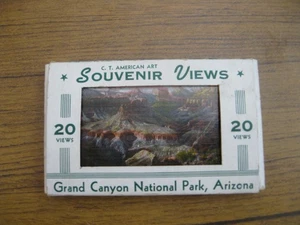 C. T. AMERICAN ART
SOUVENIR VIEWS
20 20
VIEWS VIEWS
Grand Canyon National Park, Arizona